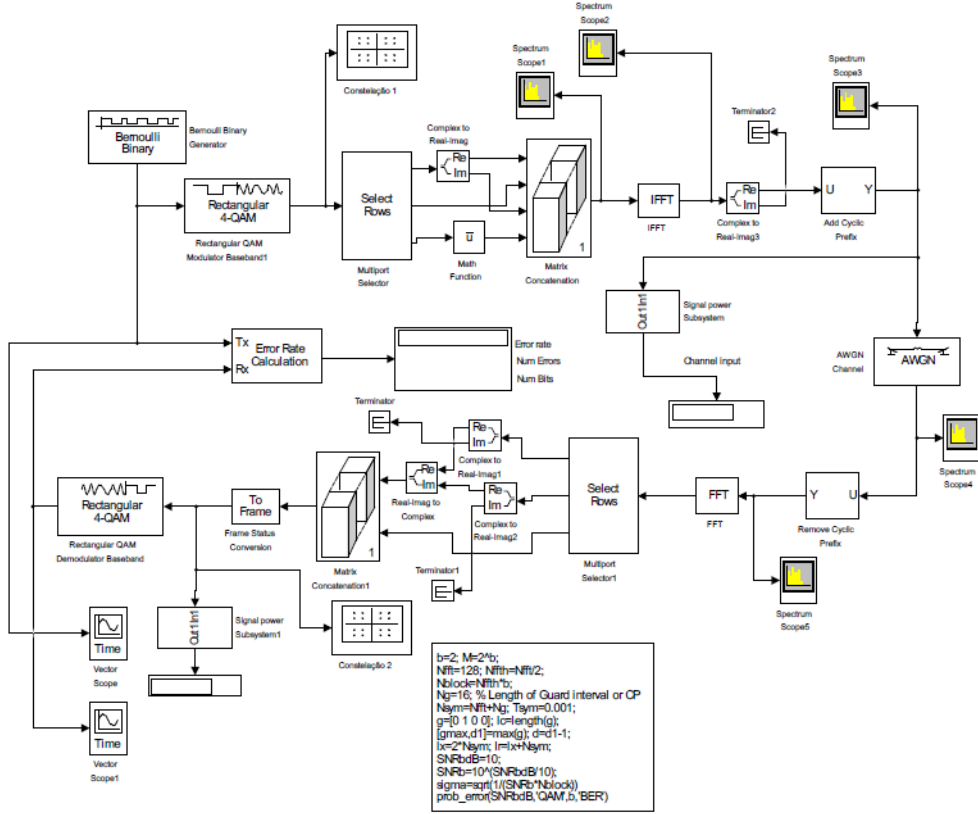 Spectrum
Scope2
Spectrum
Scope1
Spectrum
Scope3
Constelação 1
Terminator2
Bernoulli
Binary
Bernoulli Binary
Generator
Complex to
Real-Imag
Re
Im
Rectangular
4-QAM
Select
Rows
IFFT
Re
Im
U
Y
Rectangular QAM
Modulator Baseband1
u
IFFT
Complex to
Real-Imag3
Add Cyclic
Prefix
Multiport
Selector
Math
Function
1
Matrix
Concatenation
Out1 In1
Signal power
Subsystem
Tx
Rx
Error Rate
Calculation
Error rate
Num Errors
Num Bits
Channel Input
AWGN
Channel
AWGN
Terminator
Re
Im
Complex to
Real-Imag1
Spectrum
Scope4
Rectangular
4-QAM
To
Frame
Re
Im
Re
Im
Select
Rows
FFT
Y
U
Real-Imag to
Complex
Complex to
Real-Imag2
FFT
Remove Cyclic
Prefix
Rectangular QAM
Demodulator Baseband
Frame Status
Conversion
1
Matrix
Concatenation1
Terminator1
Multiport
Selector1
Spectrum
Scope5
Time
Vector
Scope
Out1 In1
Signal power
Subsystem1
Constelação 2
Time
Vector
Scope1
b=2; M=2^b;
Nfft=128; Nffth=Nfft/2;
Nblock=Nffth*b;
Ng=16; % Length of Guard interval or CP
Nsym=Nfft+Ng; Tsym=0.001;
g=[0 1 0 0]; lc=length(g);
[gmax,d1]=max(g); d=d1-1;
lx=2*Nsym; lr=lx+Nsym;
SNRbdB=10;
SNRb=10^(SNRbdB/10);
sigma=sqrt(1/(SNRb*Nblock))
prob_error(SNRbdB,'QAM',b,'BER')